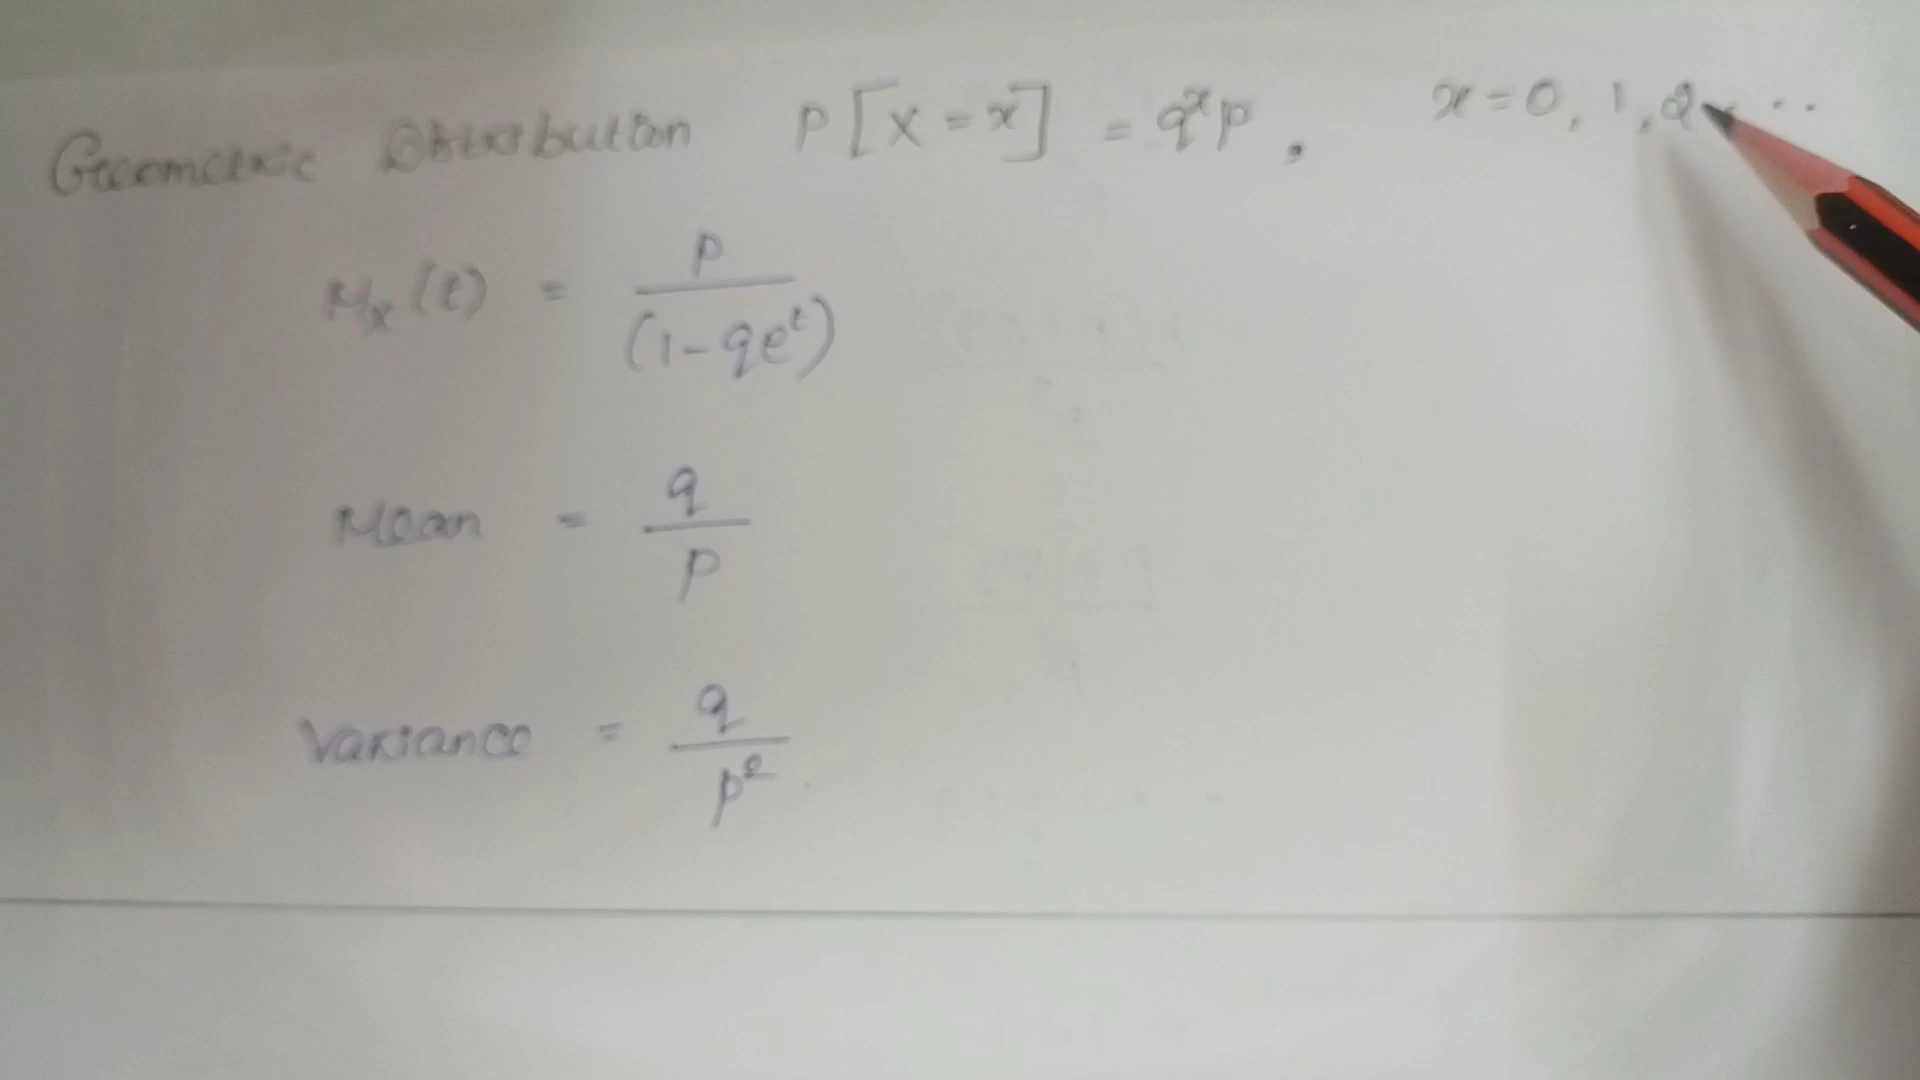 Geometric Distribution P[X=x] = q^x p, x=0, 1, 2, ...
M_x(t) = p / (1-qe^t)
Mean = q / p
Variance = q / p^2